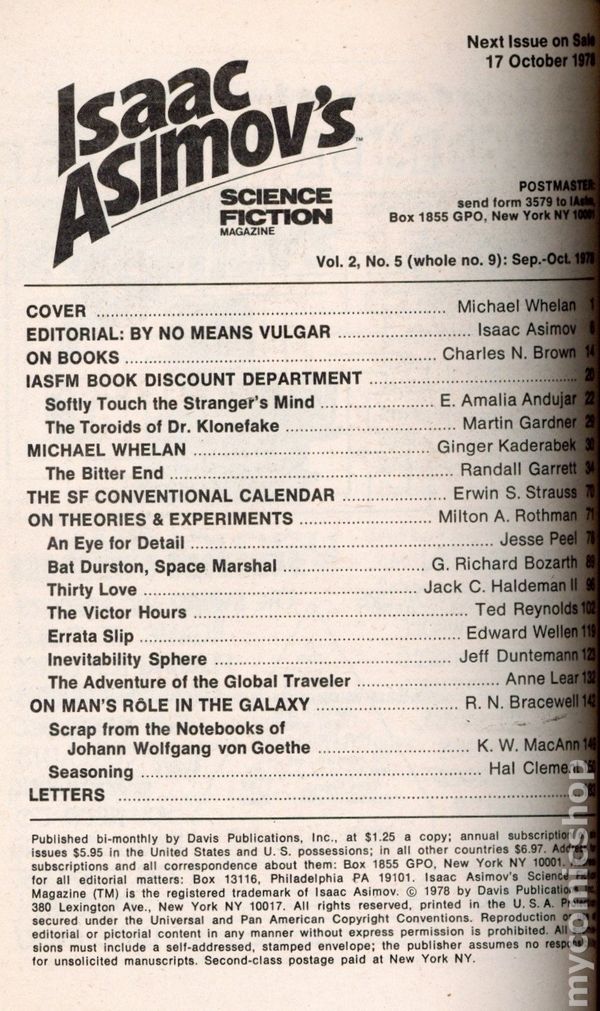 Next Issue on Sale
17 October 1978
Isaac
Asimov's
TM
SCIENCE
FICTION
MAGAZINE
POSTMASTER:
send form 3579 to IAsfm,
Box 1855 GPO, New York NY 10001
Vol. 2, No. 5 (whole no. 9): Sep.-Oct. 1978
COVER ........ Michael Whelan 1
EDITORIAL: BY NO MEANS VULGAR ........ Isaac Asimov 6
ON BOOKS ........ Charles N. Brown 14
IASFM BOOK DISCOUNT DEPARTMENT ........ 20
Softly Touch the Stranger's Mind ........ E. Amalia Andujar 22
The Toroids of Dr. Klonefake ........ Martin Gardner 29
MICHAEL WHELAN ........ Ginger Kaderabek 30
The Bitter End ........ Randall Garrett 34
THE SF CONVENTIONAL CALENDAR ........ Erwin S. Strauss 70
ON THEORIES & EXPERIMENTS ........ Milton A. Rothman 71
An Eye for Detail ........ Jesse Peel 78
Bat Durston, Space Marshal ........ G. Richard Bozarth 89
Thirty Love ........ Jack C. Haldeman II 96
The Victor Hours ........ Ted Reynolds 102
Errata Slip ........ Edward Wellen 119
Inevitability Sphere ........ Jeff Duntemann 123
The Adventure of the Global Traveler ........ Anne Lear 132
ON MAN'S RÔLE IN THE GALAXY ........ R. N. Bracewell 142
Scrap from the Notebooks of
Johann Wolfgang von Goethe ........ K. W. MacAnn
Seasoning ........ Hal Clement
LETTERS ........
Published bi-monthly by Davis Publications, Inc., at $1.25 a copy; annual subscription
issues $5.95 in the United States and U. S. possessions; in all other countries $6.97. Address
subscriptions and all correspondence about them: Box 1855 GPO, New York NY 10001.
for all editorial matters: Box 13116, Philadelphia PA 19101. Isaac Asimov's Science
Magazine (TM) is the registered trademark of Isaac Asimov. © 1978 by Davis Publications
380 Lexington Ave., New York NY 10017. All rights reserved, printed in the U. S. A.
secured under the Universal and Pan American Copyright Conventions. Reproduction
editorial or pictorial content in any manner without express permission is prohibited. All
sions must include a self-addressed, stamped envelope; the publisher assumes no
for unsolicited manuscripts. Second-class postage paid at New York NY.
mycomicshop